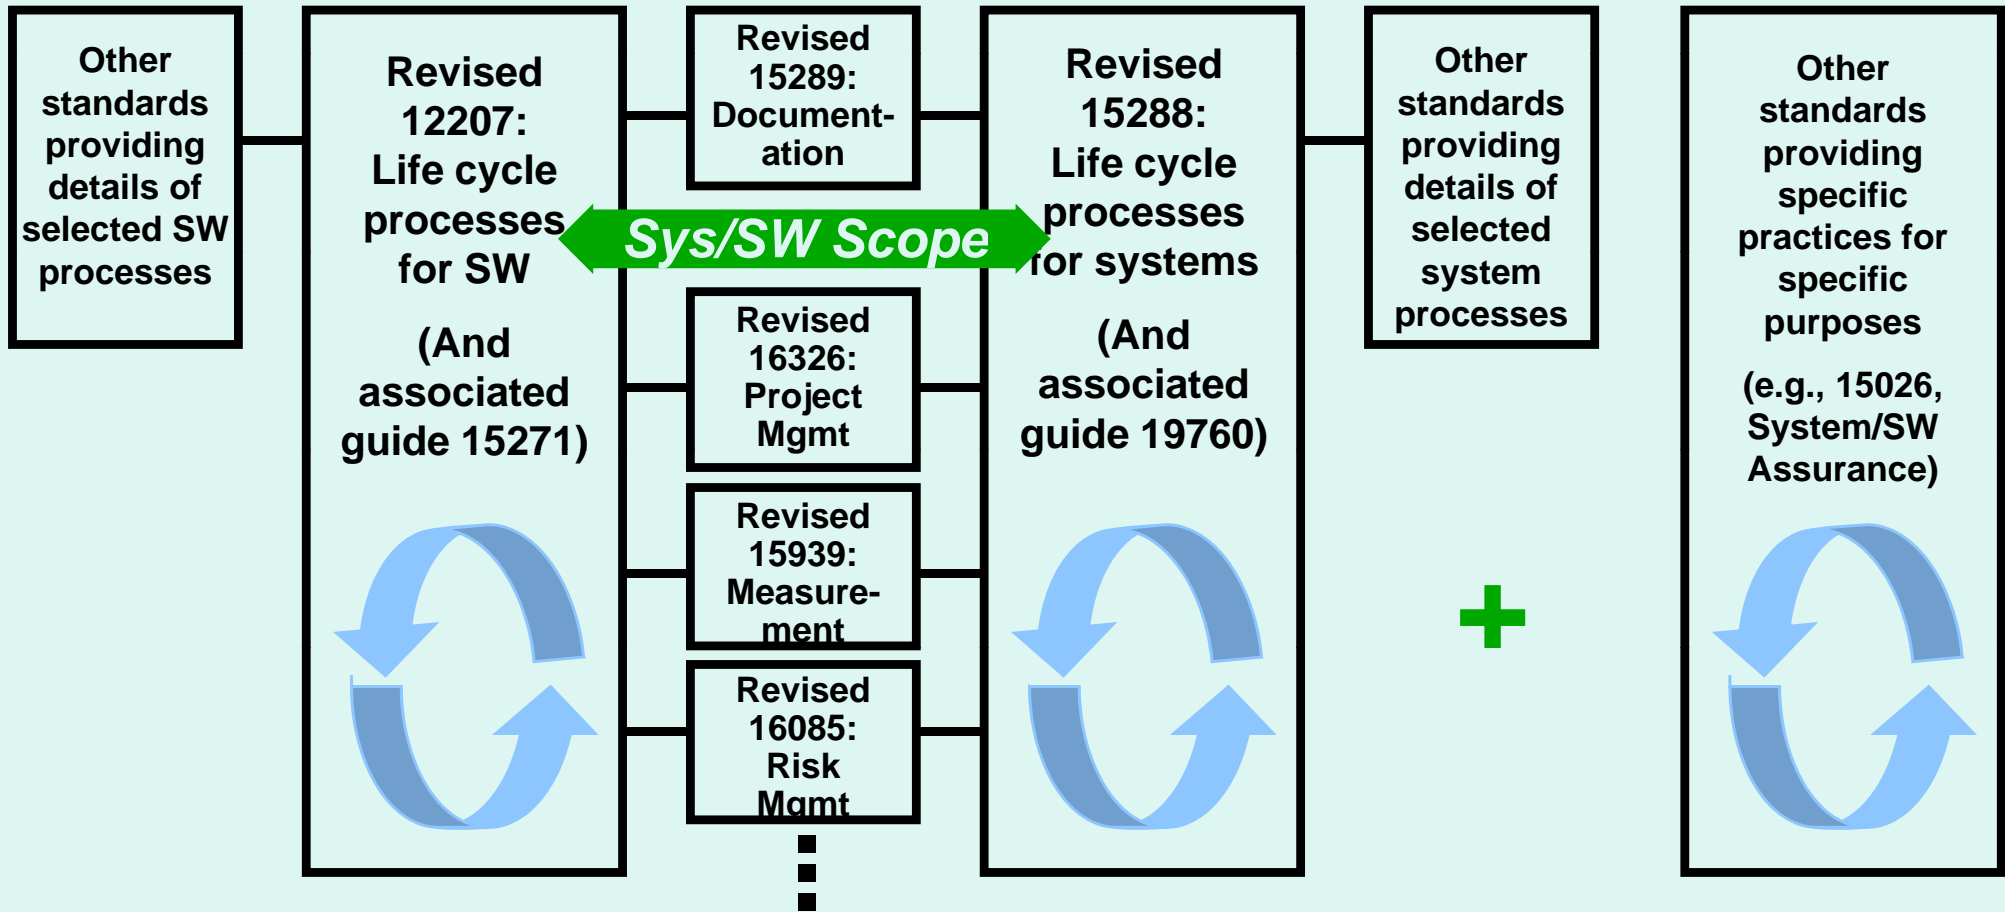 Other
standards
providing
details of
selected SW
processes
Revised
12207:
Life cycle
processes
for SW
(And
associated
guide 15271)
Revised
15289:
Document-
ation
Sys/SW Scope
Revised
16326:
Project
Mgmt
Revised
15939:
Measure-
ment
Revised
16085:
Risk
Mgmt
Revised
15288:
Life cycle
processes
for systems
(And
associated
guide 19760)
Other
standards
providing
details of
selected
system
processes
+
Other
standards
providing
specific
practices for
specific
purposes
(e.g., 15026,
System/SW
Assurance)